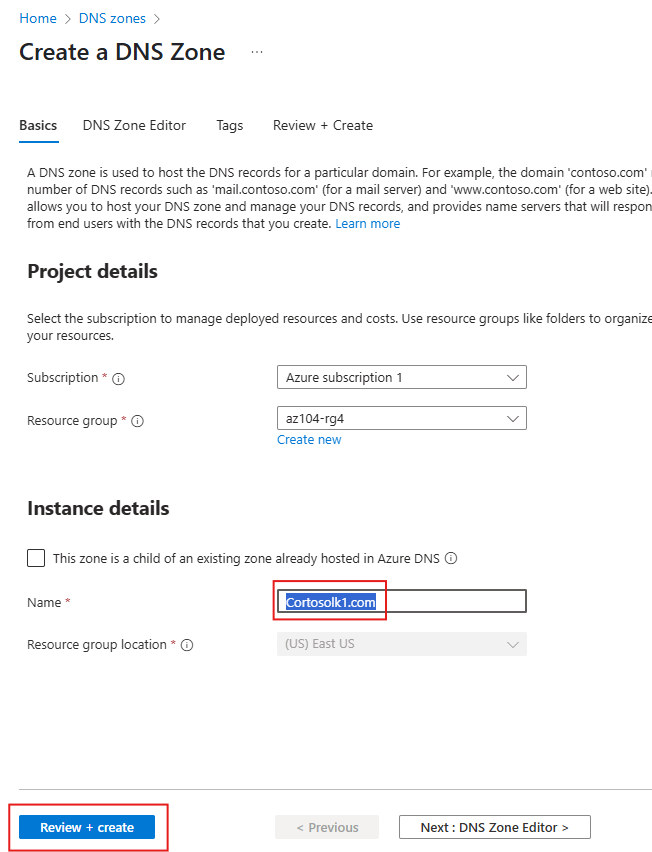 Home > DNS zones >
Create a DNS Zone ...
Basics DNS Zone Editor Tags Review + Create
A DNS zone is used to host the DNS records for a particular domain. For example, the domain 'contoso.com'
number of DNS records such as 'mail.contoso.com' (for a mail server) and 'www.contoso.com' (for a web site).
allows you to host your DNS zone and manage your DNS records, and provides name servers that will respon
from end users with the DNS records that you create. Learn more
Project details
Select the subscription to manage deployed resources and costs. Use resource groups like folders to organize
your resources.
Subscription * Azure subscription 1
Resource group * az104-rg4
Create new
Instance details
This zone is a child of an existing zone already hosted in Azure DNS
Name * Cortosolk1.com
Resource group location * (US) East US
Review + create < Previous Next : DNS Zone Editor >